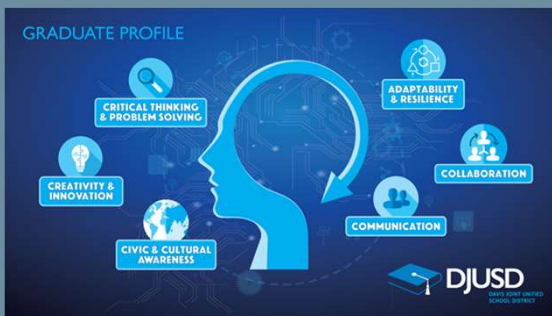 GRADUATE PROFILE
CRITICAL THINKING
& PROBLEM SOLVING
CREATIVITY &
INNOVATION
CIVIC & CULTURAL
AWARENESS
ADAPTABILITY
& RESILIENCE
COLLABORATION
COMMUNICATION
DJUSD
DAVIS JOINT UNIFIED
SCHOOL DISTRICT